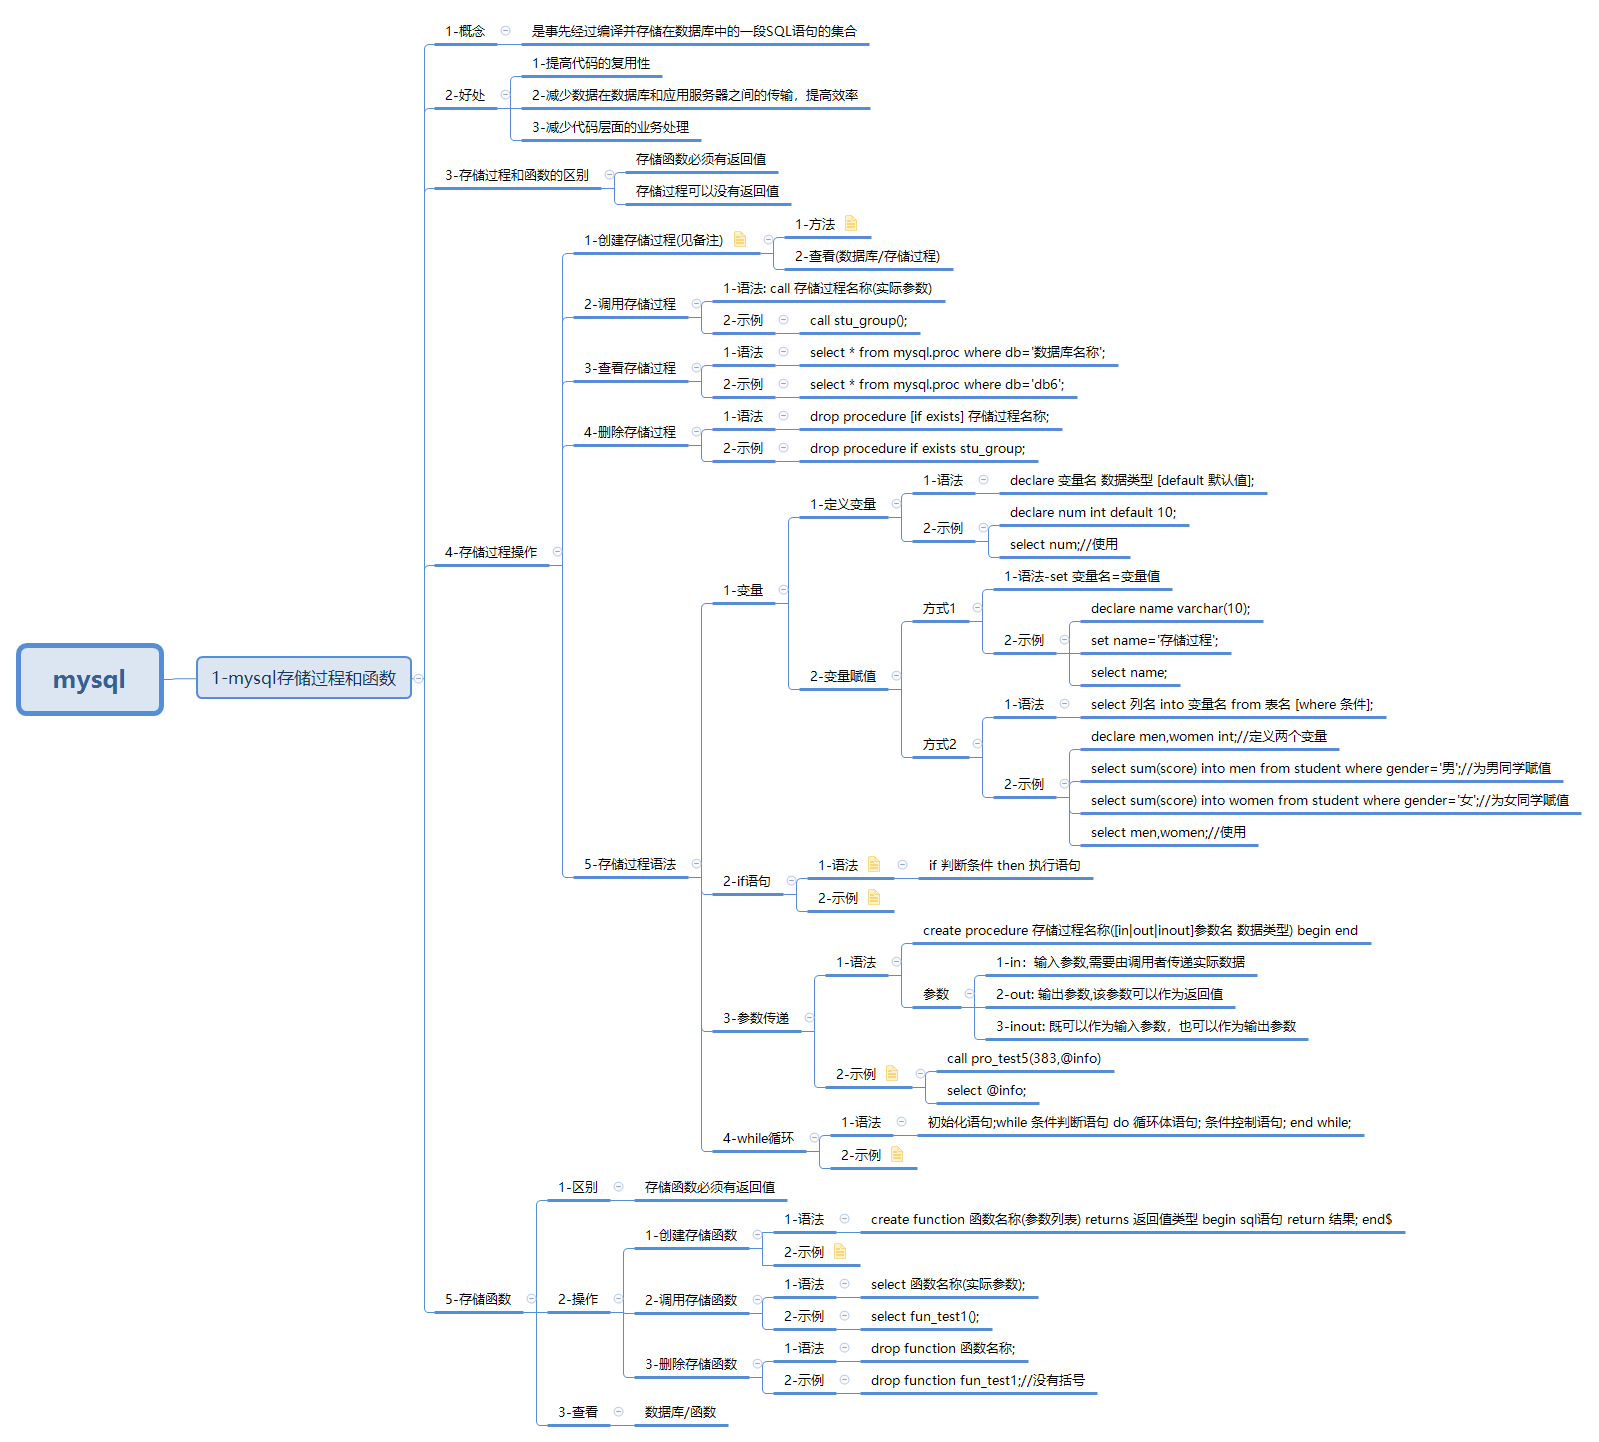 mysql
1-mysql存储过程和函数
1-概念
是事先经过编译并存储在数据库中的一段SQL语句的集合
2-好处
1-提高代码的复用性
2-减少数据在数据库和应用服务器之间的传输，提高效率
3-减少代码层面的业务处理
3-存储过程和函数的区别
存储函数必须有返回值
存储过程可以没有返回值
4-存储过程操作
1-创建存储过程(见备注)
1-方法
2-查看(数据库/存储过程)
2-调用存储过程
1-语法: call 存储过程名称(实际参数)
2-示例
call stu_group();
3-查看存储过程
1-语法
select * from mysql.proc where db='数据库名称';
2-示例
select * from mysql.proc where db='db6';
4-删除存储过程
1-语法
drop procedure [if exists] 存储过程名称;
2-示例
drop procedure if exists stu_group;
5-存储过程语法
1-变量
1-定义变量
1-语法
declare 变量名 数据类型 [default 默认值];
2-示例
declare num int default 10;
select num;//使用
2-变量赋值
方式1
1-语法-set 变量名=变量值
2-示例
declare name varchar(10);
set name='存储过程';
select name;
方式2
1-语法
select 列名 into 变量名 from 表名 [where 条件];
2-示例
declare men,women int;//定义两个变量
select sum(score) into men from student where gender='男';//为男同学赋值
select sum(score) into women from student where gender='女';//为女同学赋值
select men,women;//使用
2-if语句
1-语法
if 判断条件 then 执行语句
2-示例
3-参数传递
1-语法
create procedure 存储过程名称([in|out|inout]参数名 数据类型) begin end
参数
1-in：输入参数,需要由调用者传递实际数据
2-out: 输出参数,该参数可以作为返回值
3-inout: 既可以作为输入参数，也可以作为输出参数
2-示例
call pro_test5(383,@info)
select @info;
4-while循环
1-语法
初始化语句;while 条件判断语句 do 循环体语句; 条件控制语句; end while;
2-示例
5-存储函数
1-区别
存储函数必须有返回值
2-操作
1-创建存储函数
1-语法
create function 函数名称(参数列表) returns 返回值类型 begin sql语句 return 结果; end$
2-示例
2-调用存储函数
1-语法
select 函数名称(实际参数);
2-示例
select fun_test1();
3-删除存储函数
1-语法
drop function 函数名称;
2-示例
drop function fun_test1;//没有括号
3-查看
数据库/函数